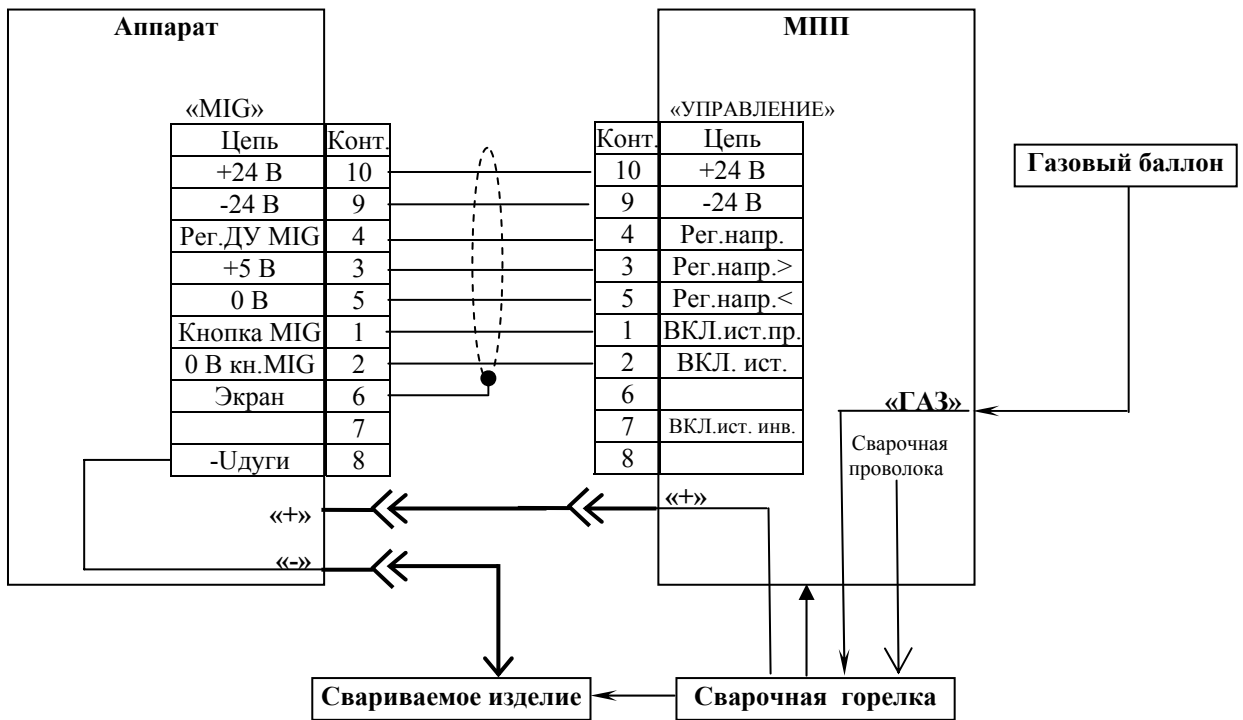 Аппарат
МПП
«MIG»
«УПРАВЛЕНИЕ»
Цепь Конт.
Конт. Цепь
+24 В 10
10 +24 В
-24 В 9
9 -24 В
Рег.ДУ MIG 4
4 Рег.напр.
+5 В 3
3 Рег.напр.>
0 В 5
5 Рег.напр.<
Кнопка MIG 1
1 ВКЛ.ист.пр.
0 В кн.MIG 2
2 ВКЛ. ист.
Экран 6
6
7
7 ВКЛ.ист. инв.
-Uдуги 8
8
Газовый баллон
«ГАЗ»
Сварочная
проволока
«+»
«+»
«-»
Свариваемое изделие
Сварочная горелка